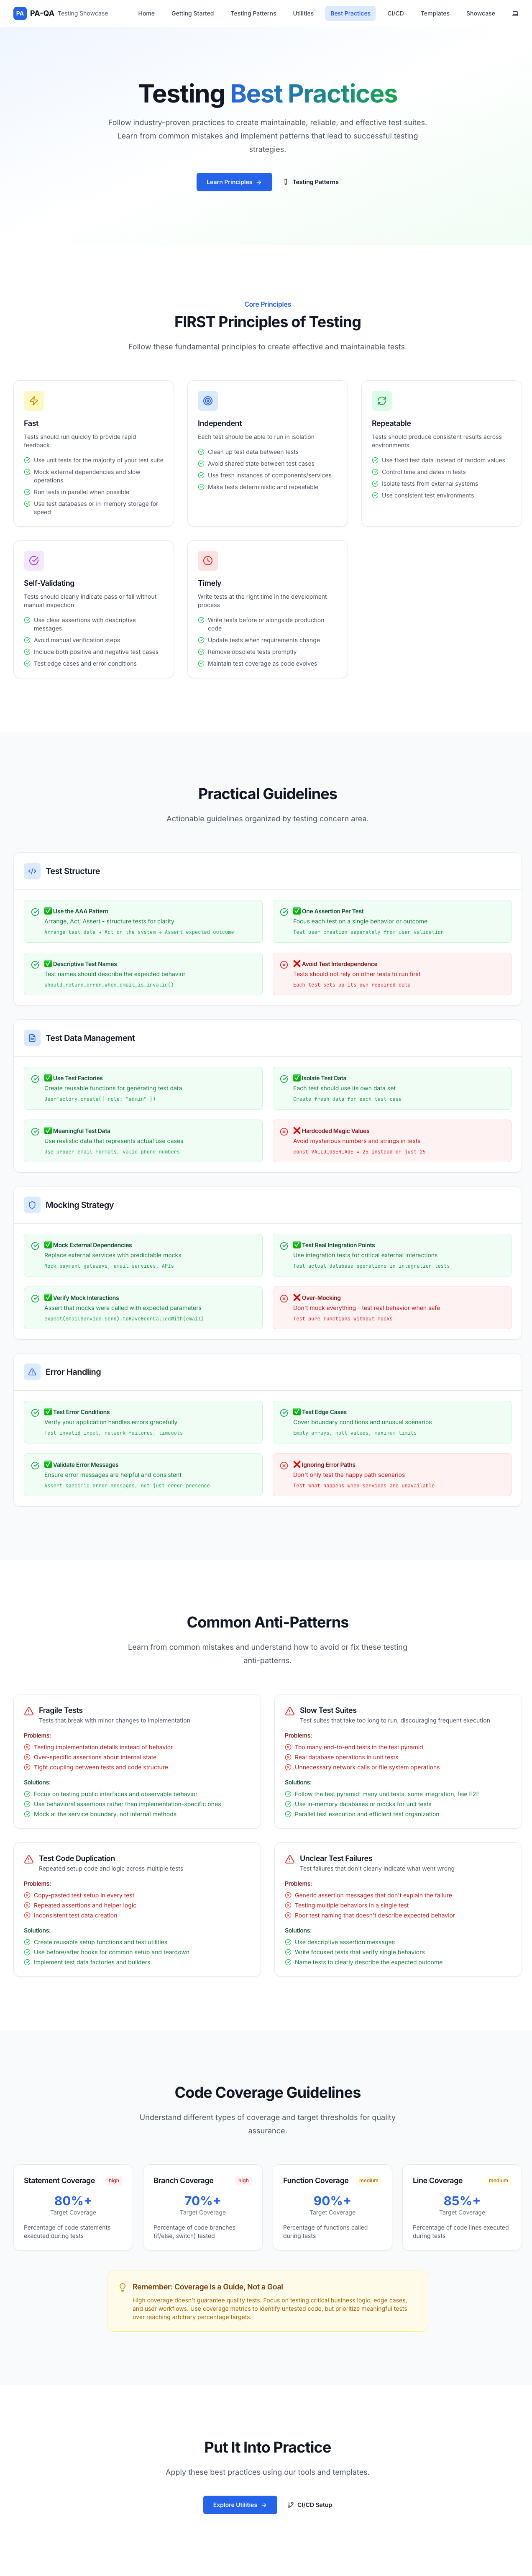 PA PA-QA Testing Showcase Home Getting Started Testing Patterns Utilities Best Practices CI/CD Templates Showcase
Testing Best Practices
Follow industry-proven practices to create maintainable, reliable, and effective test suites.
Learn from common mistakes and implement patterns that lead to successful testing
strategies.
Learn Principles → Testing Patterns
Core Principles
FIRST Principles of Testing
Follow these fundamental principles to create effective and maintainable tests.
Fast
Tests should run quickly to provide rapid
feedback
Use unit tests for the majority of your test suite
Mock external dependencies and slow
operations
Run tests in parallel when possible
Use test databases or in-memory storage for
speed
Independent
Each test should be able to run in isolation
Clean up test data between tests
Avoid shared state between test cases
Use fresh instances of components/services
Make tests deterministic and repeatable
Repeatable
Tests should produce consistent results across
environments
Use fixed test data instead of random values
Control time and dates in tests
Isolate tests from external systems
Use consistent test environments
Self-Validating
Tests should clearly indicate pass or fail without
manual inspection
Use clear assertions with descriptive
messages
Avoid manual verification steps
Include both positive and negative test cases
Test edge cases and error conditions
Timely
Write tests at the right time in the development
process
Write tests before or alongside production
code
Update tests when requirements change
Remove obsolete tests promptly
Maintain test coverage as code evolves
Practical Guidelines
Actionable guidelines organized by testing concern area.
Test Structure
✅ Use the AAA Pattern
Arrange, Act, Assert - structure tests for clarity
Arrange test data → Act on the system → Assert expected outcome
✅ One Assertion Per Test
Focus each test on a single behavior or outcome
Test user creation separately from user validation
✅ Descriptive Test Names
Test names should describe the expected behavior
should_return_error_when_email_is_invalid()
❌ Avoid Test Interdependence
Tests should not rely on other tests to run first
Each test sets up its own required data
Test Data Management
✅ Use Test Factories
Create reusable functions for generating test data
UserFactory.create({ role: "admin" })
✅ Isolate Test Data
Each test should use its own data set
Create fresh data for each test case
✅ Meaningful Test Data
Use realistic data that represents actual use cases
Use proper email formats, valid phone numbers
❌ Hardcoded Magic Values
Avoid mysterious numbers and strings in tests
const VALID_USER_AGE = 25 instead of just 25
Mocking Strategy
✅ Mock External Dependencies
Replace external services with predictable mocks
Mock payment gateways, email services, APIs
✅ Test Real Integration Points
Use integration tests for critical external interactions
Test actual database operations in integration tests
✅ Verify Mock Interactions
Assert that mocks were called with expected parameters
expect(emailService.send).toHaveBeenCalledWith(email)
❌ Over-Mocking
Don't mock everything - test real behavior when safe
Test pure functions without mocks
Error Handling
✅ Test Error Conditions
Verify your application handles errors gracefully
Test invalid input, network failures, timeouts
✅ Test Edge Cases
Cover boundary conditions and unusual scenarios
Empty arrays, null values, maximum limits
✅ Validate Error Messages
Ensure error messages are helpful and consistent
Assert specific error messages, not just error presence
❌ Ignoring Error Paths
Don't only test the happy path scenarios
Test what happens when services are unavailable
Common Anti-Patterns
Learn from common mistakes and understand how to avoid or fix these testing
anti-patterns.
Fragile Tests
Tests that break with minor changes to implementation
Problems:
Testing implementation details instead of behavior
Over-specific assertions about internal state
Tight coupling between tests and code structure
Solutions:
Focus on testing public interfaces and observable behavior
Use behavioral assertions rather than implementation-specific ones
Mock at the service boundary, not internal methods
Slow Test Suites
Test suites that take too long to run, discouraging frequent execution
Problems:
Too many end-to-end tests in the test pyramid
Real database operations in unit tests
Unnecessary network calls or file system operations
Solutions:
Follow the test pyramid: many unit tests, some integration, few E2E
Use in-memory databases or mocks for unit tests
Parallel test execution and efficient test organization
Test Code Duplication
Repeated setup code and logic across multiple tests
Problems:
Copy-pasted test setup in every test
Repeated assertions and helper logic
Inconsistent test data creation
Solutions:
Create reusable setup functions and test utilities
Use before/after hooks for common setup and teardown
Implement test data factories and builders
Unclear Test Failures
Test failures that don't clearly indicate what went wrong
Problems:
Generic assertion messages that don't explain the failure
Testing multiple behaviors in a single test
Poor test naming that doesn't describe expected behavior
Solutions:
Use descriptive assertion messages
Write focused tests that verify single behaviors
Name tests to clearly describe the expected outcome
Code Coverage Guidelines
Understand different types of coverage and target thresholds for quality
assurance.
Statement Coverage high
80%+
Target Coverage
Percentage of code statements
executed during tests
Branch Coverage high
70%+
Target Coverage
Percentage of code branches
(if/else, switch) tested
Function Coverage medium
90%+
Target Coverage
Percentage of functions called
during tests
Line Coverage medium
85%+
Target Coverage
Percentage of code lines executed
during tests
Remember: Coverage is a Guide, Not a Goal
High coverage doesn't guarantee quality tests. Focus on testing critical business logic, edge cases,
and user workflows. Use coverage metrics to identify untested code, but prioritize meaningful tests
over reaching arbitrary percentage targets.
Put It Into Practice
Apply these best practices using our tools and templates.
Explore Utilities → CI/CD Setup